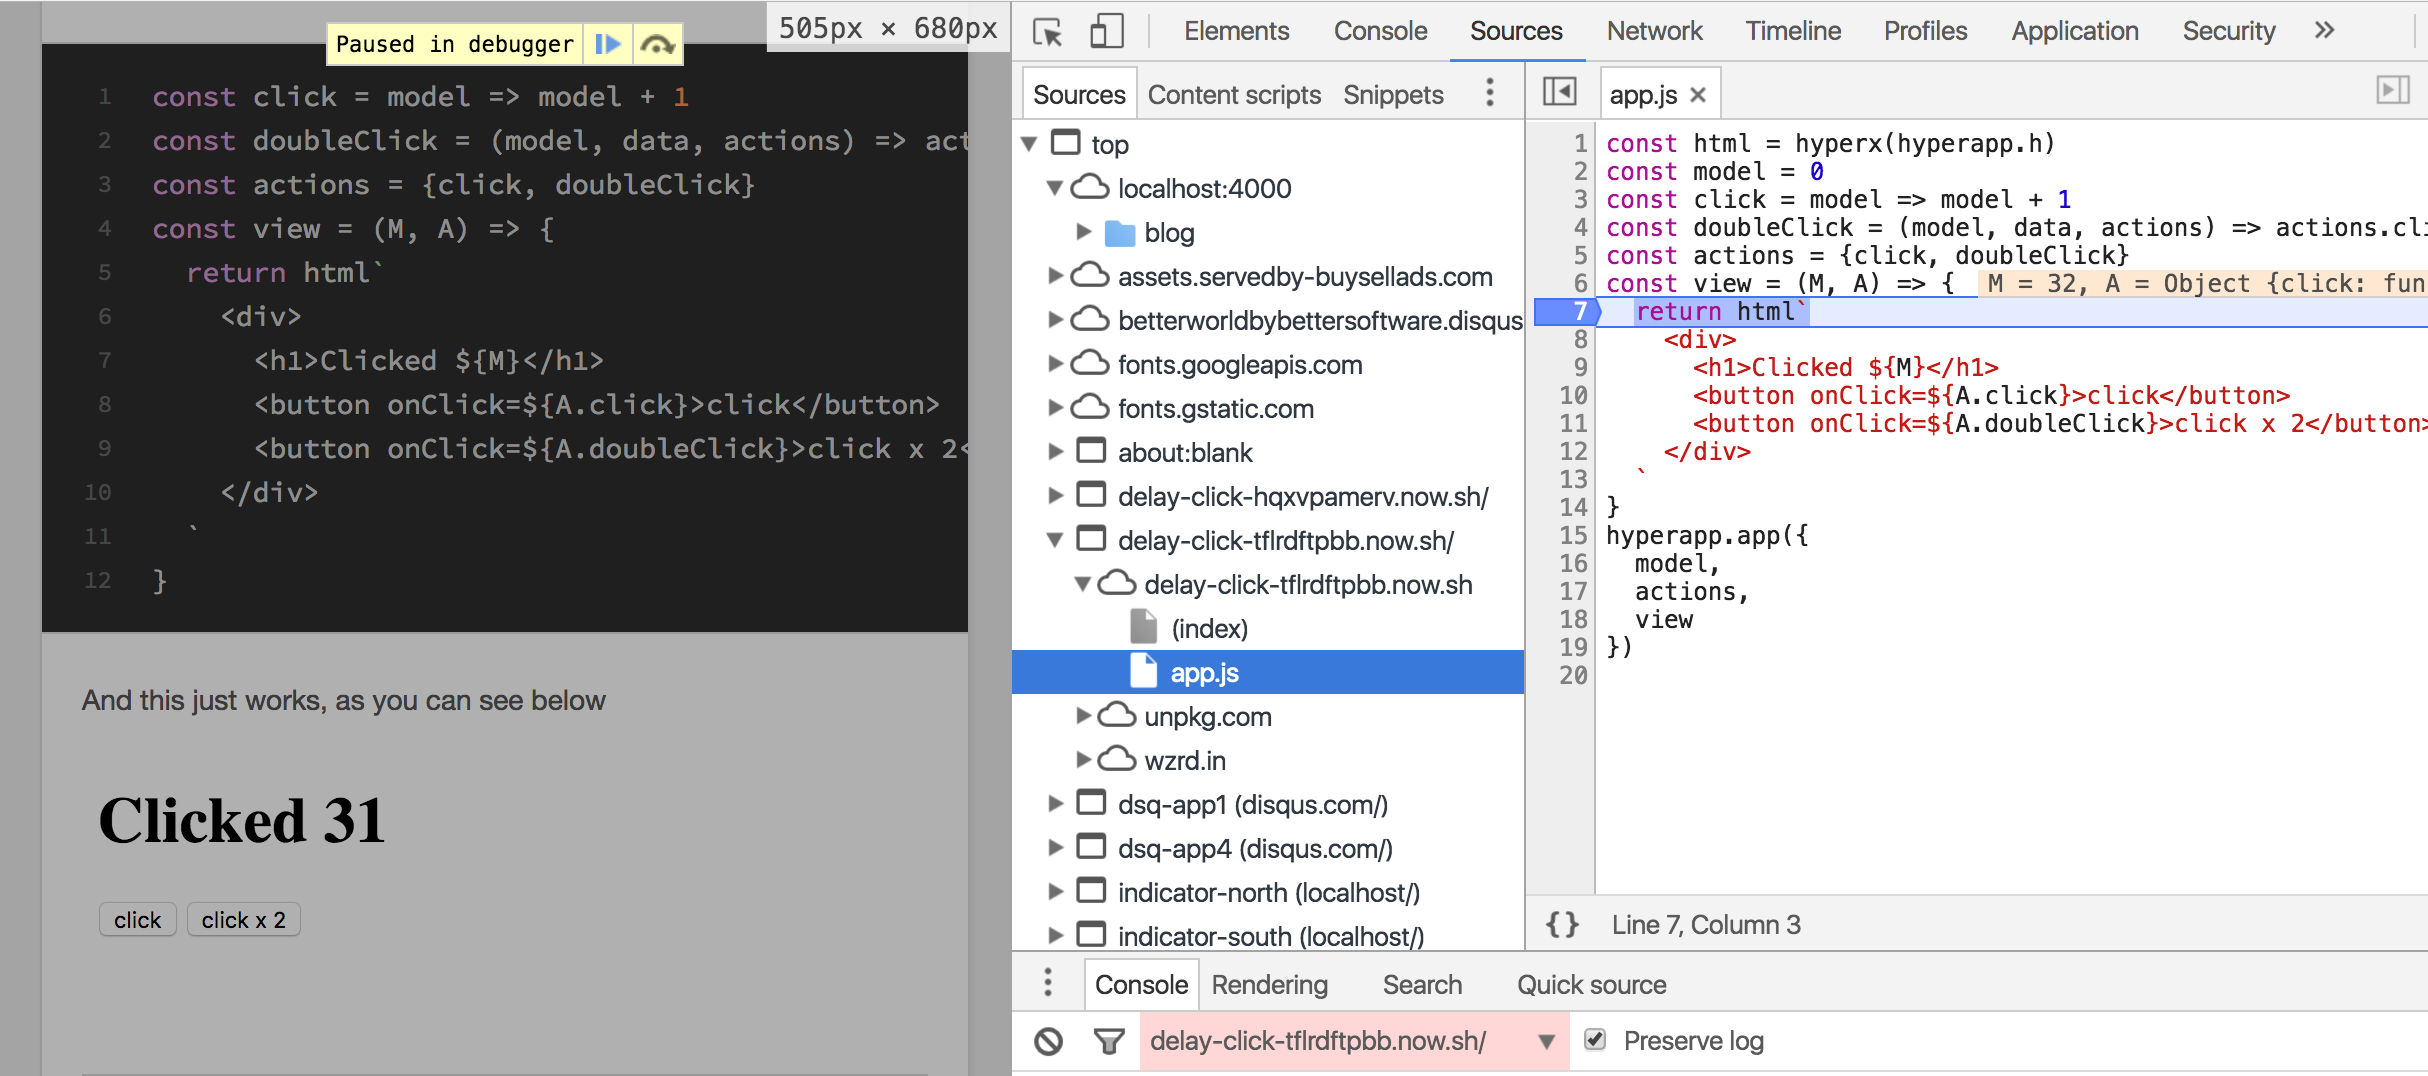 Paused in debugger
505px × 680px
1 const click = model => model + 1
2 const doubleClick = (model, data, actions) => act
3 const actions = {click, doubleClick}
4 const view = (M, A) => {
5 return html`
6 <div>
7 <h1>Clicked ${M}</h1>
8 <button onClick=${A.click}>click</button>
9 <button onClick=${A.doubleClick}>click x 2<
10 </div>
11 `
12 }
And this just works, as you can see below
Clicked 31
click click x 2
Elements Console Sources Network Timeline Profiles Application Security »
Sources Content scripts Snippets
top
localhost:4000
blog
assets.servedby-buysellads.com
betterworldbybettersoftware.disqus
fonts.googleapis.com
fonts.gstatic.com
about:blank
delay-click-hqxvpamerv.now.sh/
delay-click-tflrdftpbb.now.sh/
delay-click-tflrdftpbb.now.sh
(index)
app.js
unpkg.com
wzrd.in
dsq-app1 (disqus.com/)
dsq-app4 (disqus.com/)
indicator-north (localhost/)
indicator-south (localhost/)
app.js ×
1 const html = hyperx(hyperapp.h)
2 const model = 0
3 const click = model => model + 1
4 const doubleClick = (model, data, actions) => actions.cli
5 const actions = {click, doubleClick}
6 const view = (M, A) => { M = 32, A = Object {click: fun
7 return html`
8 <div>
9 <h1>Clicked ${M}</h1>
10 <button onClick=${A.click}>click</button>
11 <button onClick=${A.doubleClick}>click x 2</button>
12 </div>
13 `
14 }
15 hyperapp.app({
16 model,
17 actions,
18 view
19 })
20
{} Line 7, Column 3
Console Rendering Search Quick source
delay-click-tflrdftpbb.now.sh/ Preserve log